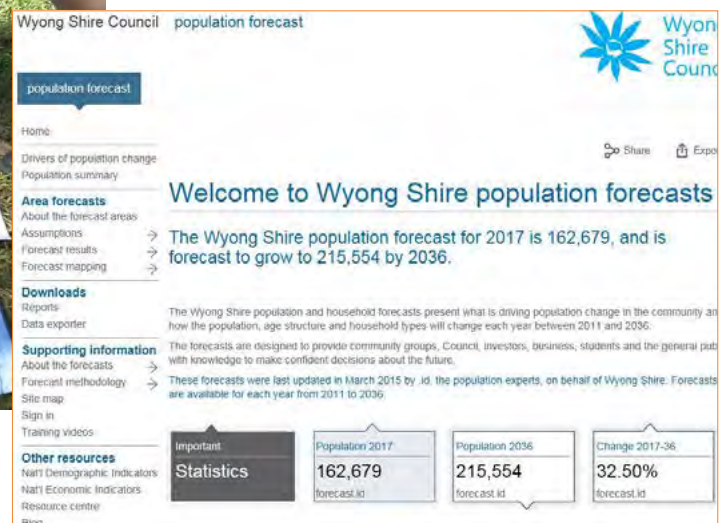 Wyong Shire Council population forecast
Wyon
Shire
Counc
population forecast
Home
Drivers of population change
Population summary
Area forecasts
About the forecast areas
Assumptions
Forecast results
Forecast mapping
Downloads
Reports
Data exporter
Supporting information
About the forecasts
Forecast methodology
Site map
Sign in
Training videos
Other resources
Nat'l Demographic Indicators
Nat'l Economic Indicators
Resource centre
Blog
Share Expo
Welcome to Wyong Shire population forecasts
The Wyong Shire population forecast for 2017 is 162,679, and is
forecast to grow to 215,554 by 2036.
The Wyong Shire population and household forecasts present what is driving population change in the community an
how the population, age structure and household types will change each year between 2011 and 2036.
The forecasts are designed to provide community groups, Council, investors, business, students and the general pub
with knowledge to make confident decisions about the future.
These forecasts were last updated in March 2015 by .id, the population experts, on behalf of Wyong Shire. Forecasts
are available for each year from 2011 to 2036.
Important
Statistics
Population 2017
162,679
forecast.id
Population 2036
215,554
forecast.id
Change 2017-36
32.50%
forecast.id